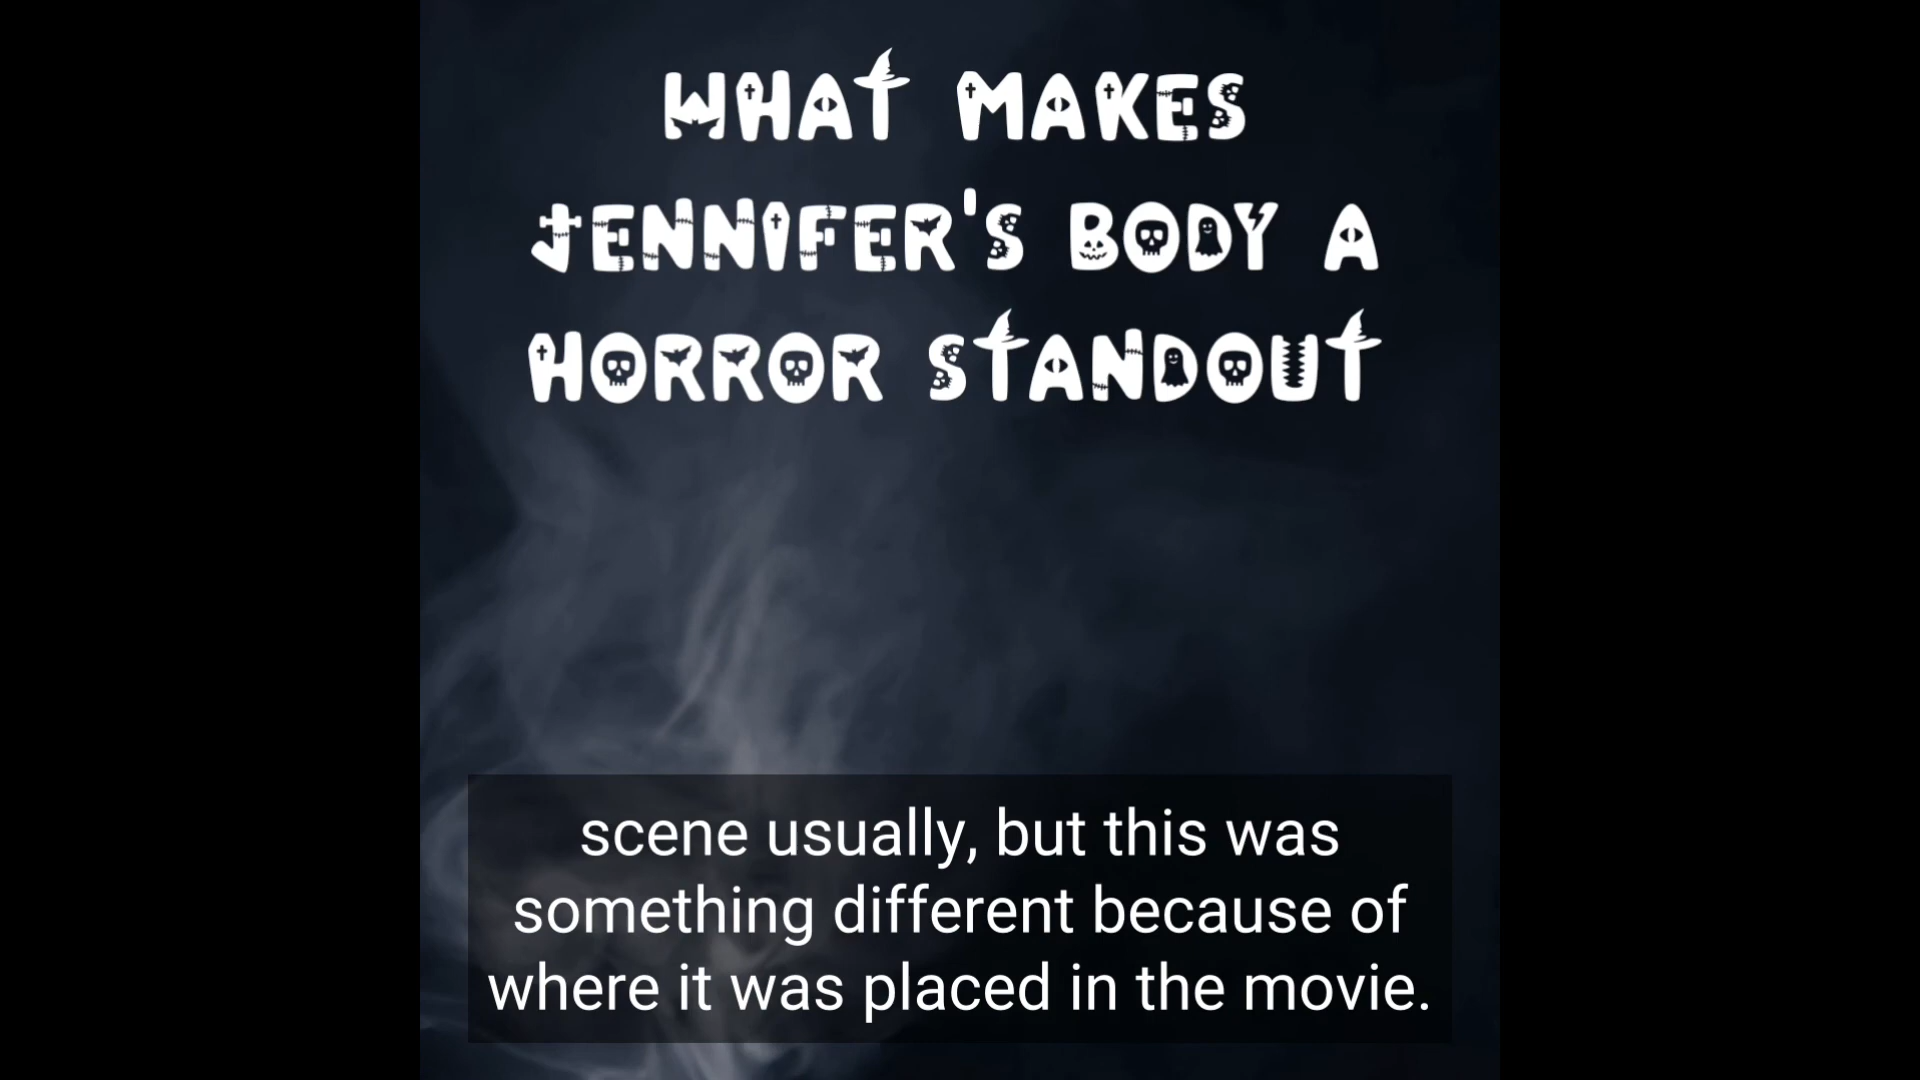 WHAT MAKES
JENNIFER'S BODY A
HORROR STANDOUT
scene usually, but this was
something different because of
where it was placed in the movie.